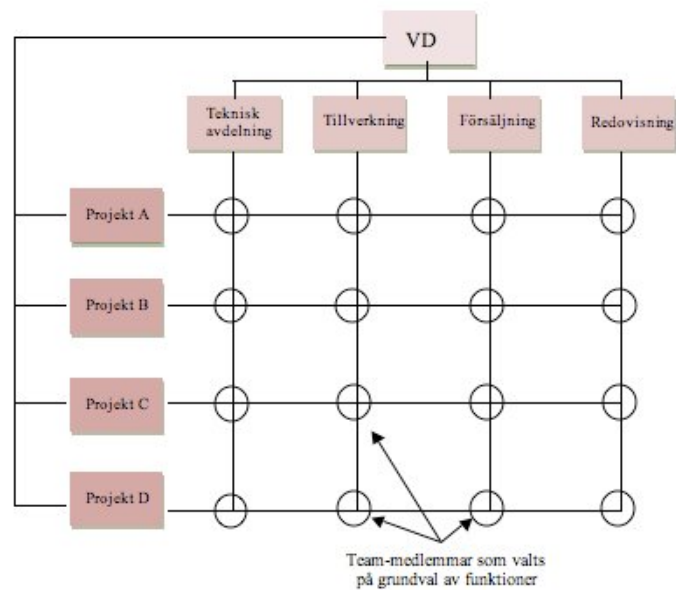 VD
Teknisk
avdelning
Tillverkning
Försäljning
Redovisning
Projekt A
Projekt B
Projekt C
Projekt D
Team-medlemmar som valts
på grundval av funktioner